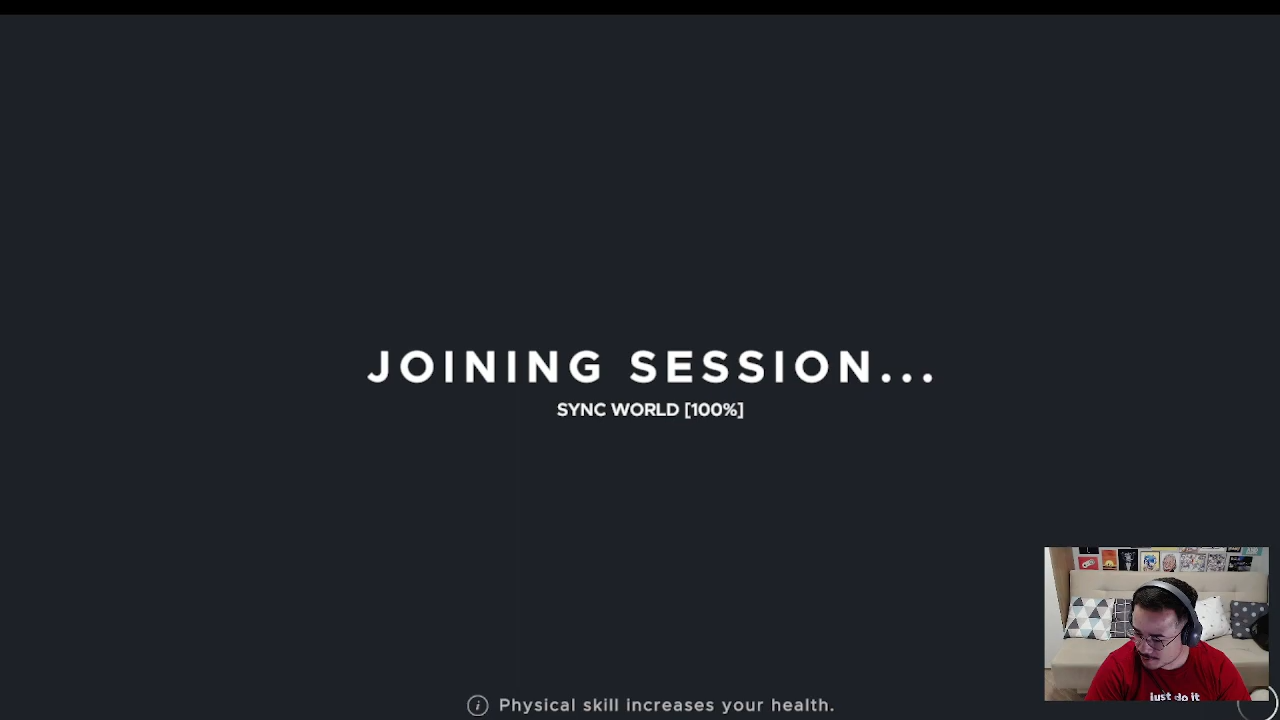 JOINING SESSION...
SYNC WORLD [100%]
just do it
Physical skill increases your health.